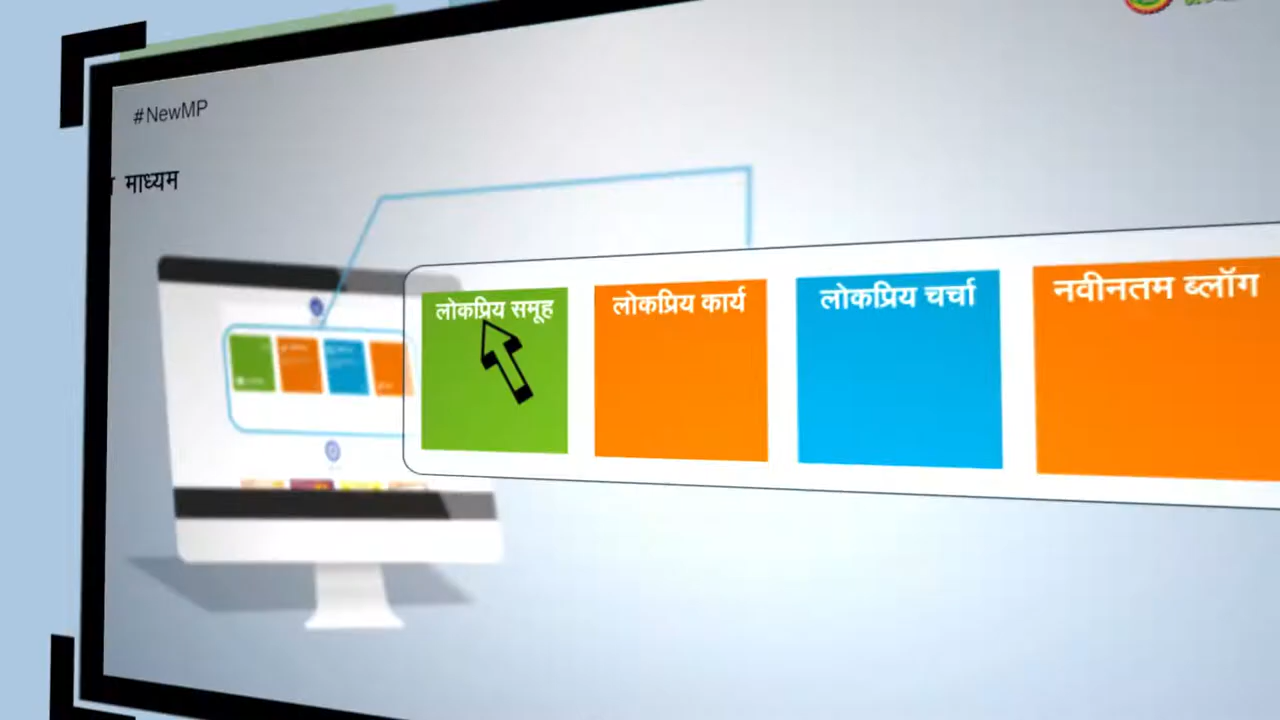 #NewMP
माध्यम
लोकप्रिय समूह
लोकप्रिय कार्य
लोकप्रिय चर्चा
नवीनतम ब्लॉग